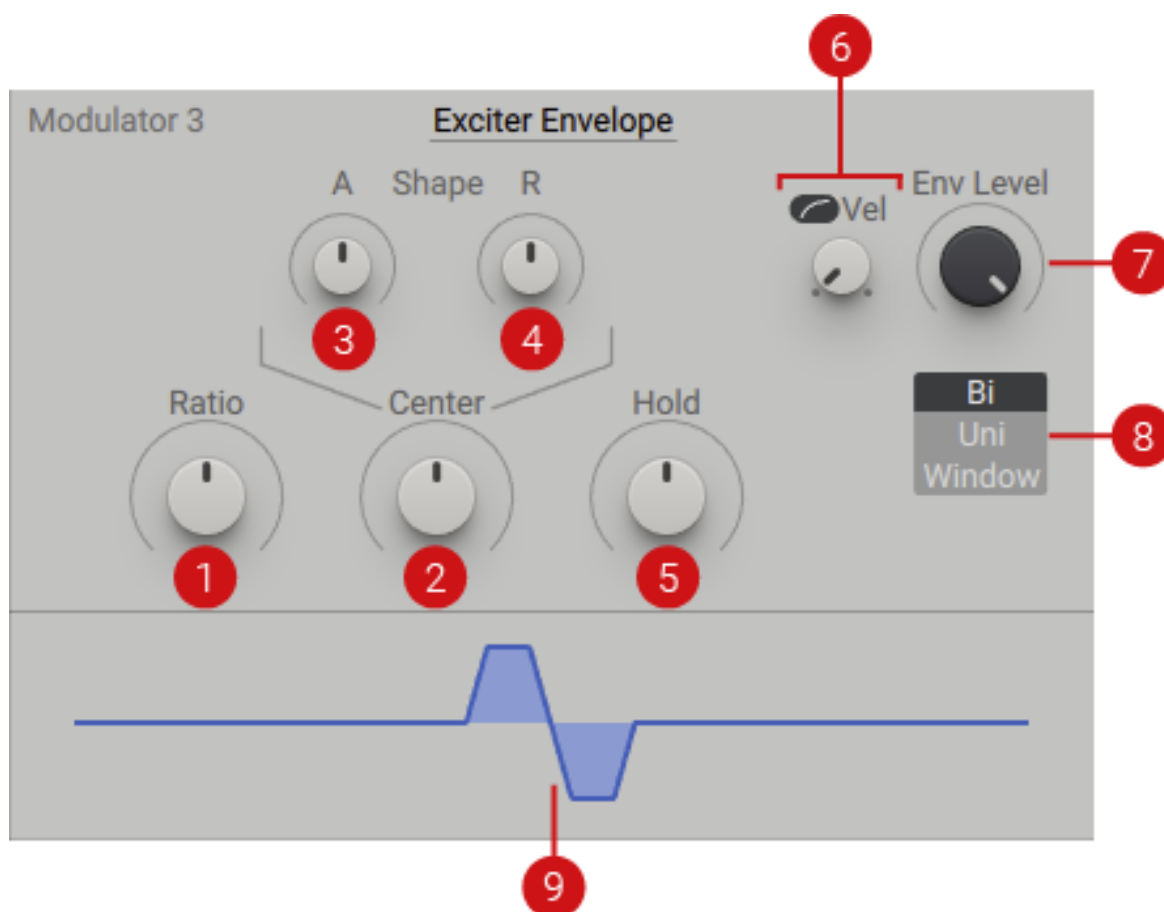 6
Modulator 3 Exciter Envelope
A Shape R Env Level
Vel
7
3 4
Ratio Center Hold
Bi
Uni
Window
8
1 2 5
9